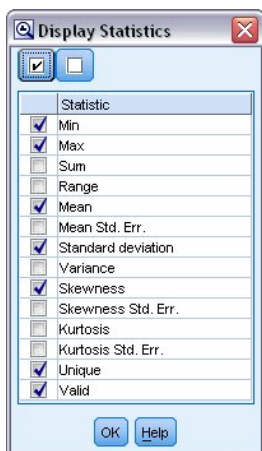 Display Statistics
Statistic
Min
Max
Sum
Range
Mean
Mean Std. Err.
Standard deviation
Variance
Skewness
Skewness Std. Err.
Kurtosis
Kurtosis Std. Err.
Unique
Valid
OK Help